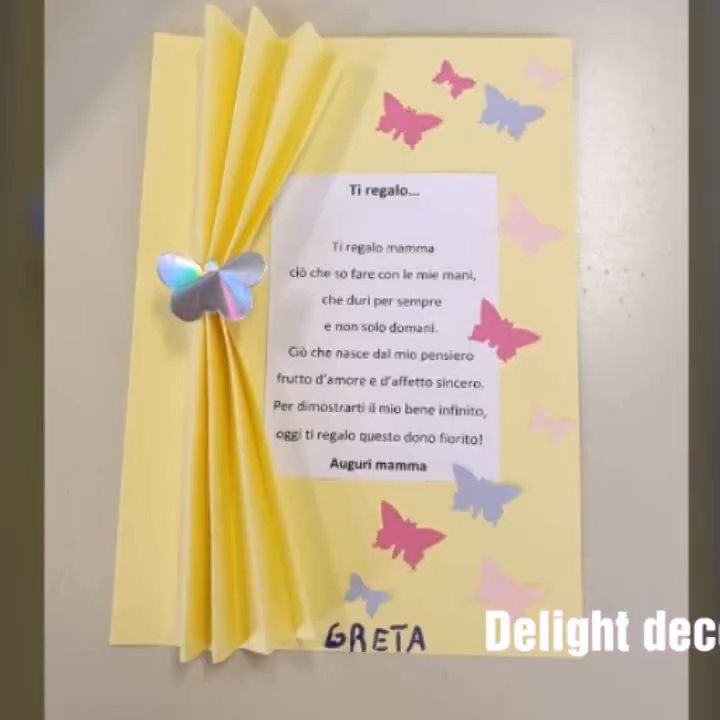 Ti regalo...
Ti regalo mamma
ciò che so fare con le mie mani,
che duri per sempre
e non solo domani.
Ciò che nasce dal mio pensiero
frutto d'amore e d'affetto sincero.
Per dimostrarti il mio bene infinito,
oggi ti regalo questo dono fiorito!
Auguri mamma
GRETA
Delight deco